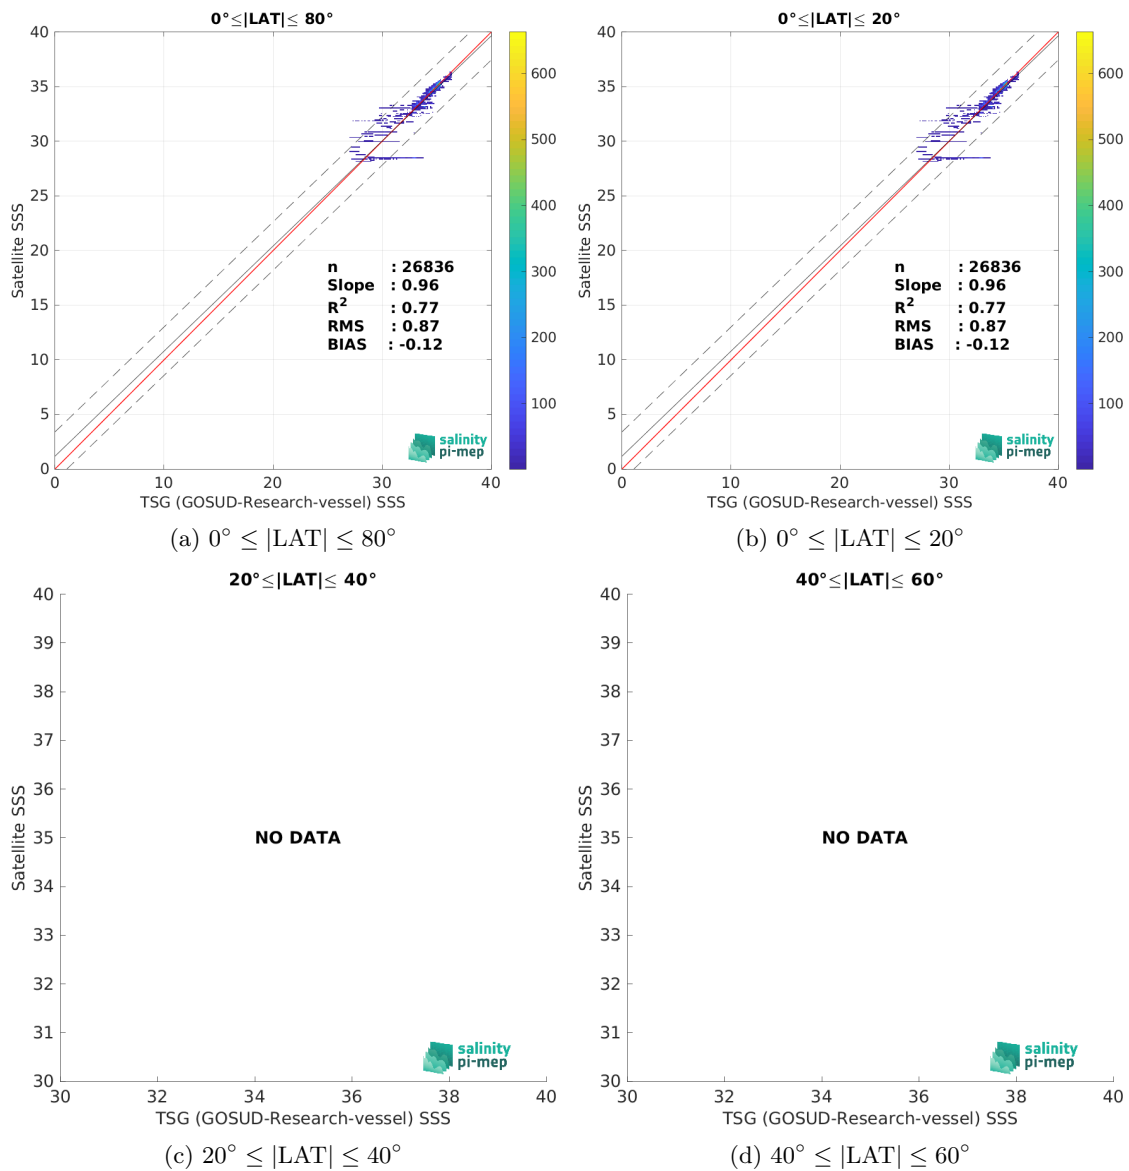 0°≤|LAT|≤ 80°
40
35
30
25
20
15
10
5
0
Satellite SSS
600
500
400
300
200
100
n : 26836
Slope : 0.96
R² : 0.77
RMS : 0.87
BIAS : -0.12
salinity
pi-mep
0 10 20 30 40
TSG (GOSUD-Research-vessel) SSS
(a) 0° ≤ |LAT| ≤ 80°
0°≤|LAT|≤ 20°
40
35
30
25
20
15
10
5
0
Satellite SSS
600
500
400
300
200
100
n : 26836
Slope : 0.96
R² : 0.77
RMS : 0.87
BIAS : -0.12
salinity
pi-mep
0 10 20 30 40
TSG (GOSUD-Research-vessel) SSS
(b) 0° ≤ |LAT| ≤ 20°
20°≤|LAT|≤ 40°
40
39
38
37
36
35
34
33
32
31
30
Satellite SSS
NO DATA
salinity
pi-mep
30 32 34 36 38 40
TSG (GOSUD-Research-vessel) SSS
(c) 20° ≤ |LAT| ≤ 40°
40°≤|LAT|≤ 60°
40
39
38
37
36
35
34
33
32
31
30
Satellite SSS
NO DATA
salinity
pi-mep
30 32 34 36 38 40
TSG (GOSUD-Research-vessel) SSS
(d) 40° ≤ |LAT| ≤ 60°